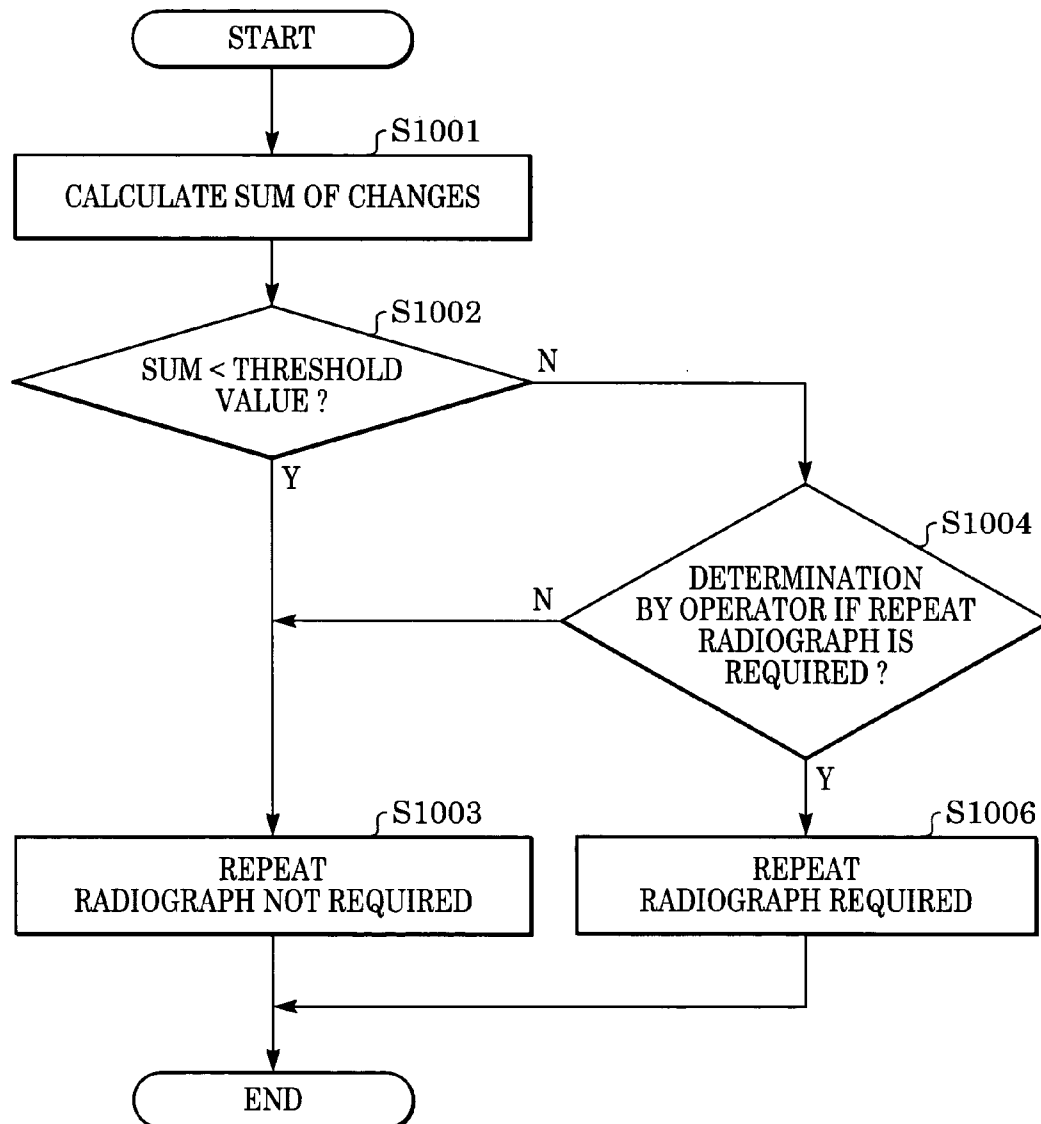 START
S1001
CALCULATE SUM OF CHANGES
S1002
SUM < THRESHOLD
VALUE ?
N
Y
S1004
DETERMINATION
BY OPERATOR IF REPEAT
RADIOGRAPH IS
REQUIRED ?
N
Y
S1003
REPEAT
RADIOGRAPH NOT REQUIRED
S1006
REPEAT
RADIOGRAPH REQUIRED
END